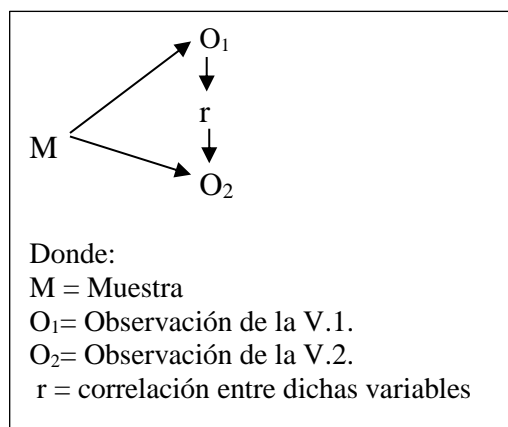 O₁
r
M
O₂
Donde:
M = Muestra
O₁= Observación de la V.1.
O₂= Observación de la V.2.
r = correlación entre dichas variables